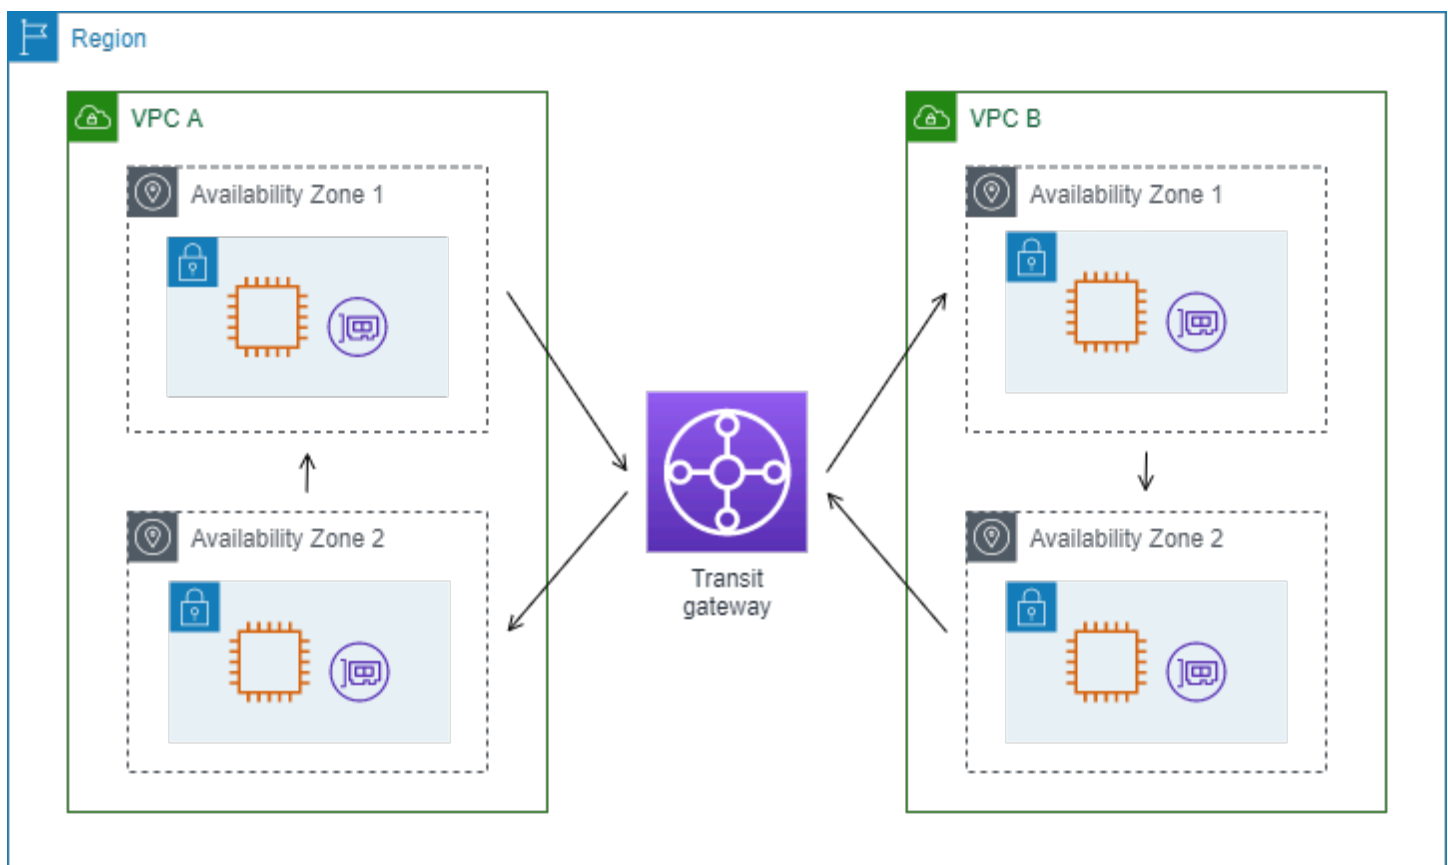 Region
VPC A
Availability Zone 1
Availability Zone 2
Transit
gateway
VPC B
Availability Zone 1
Availability Zone 2